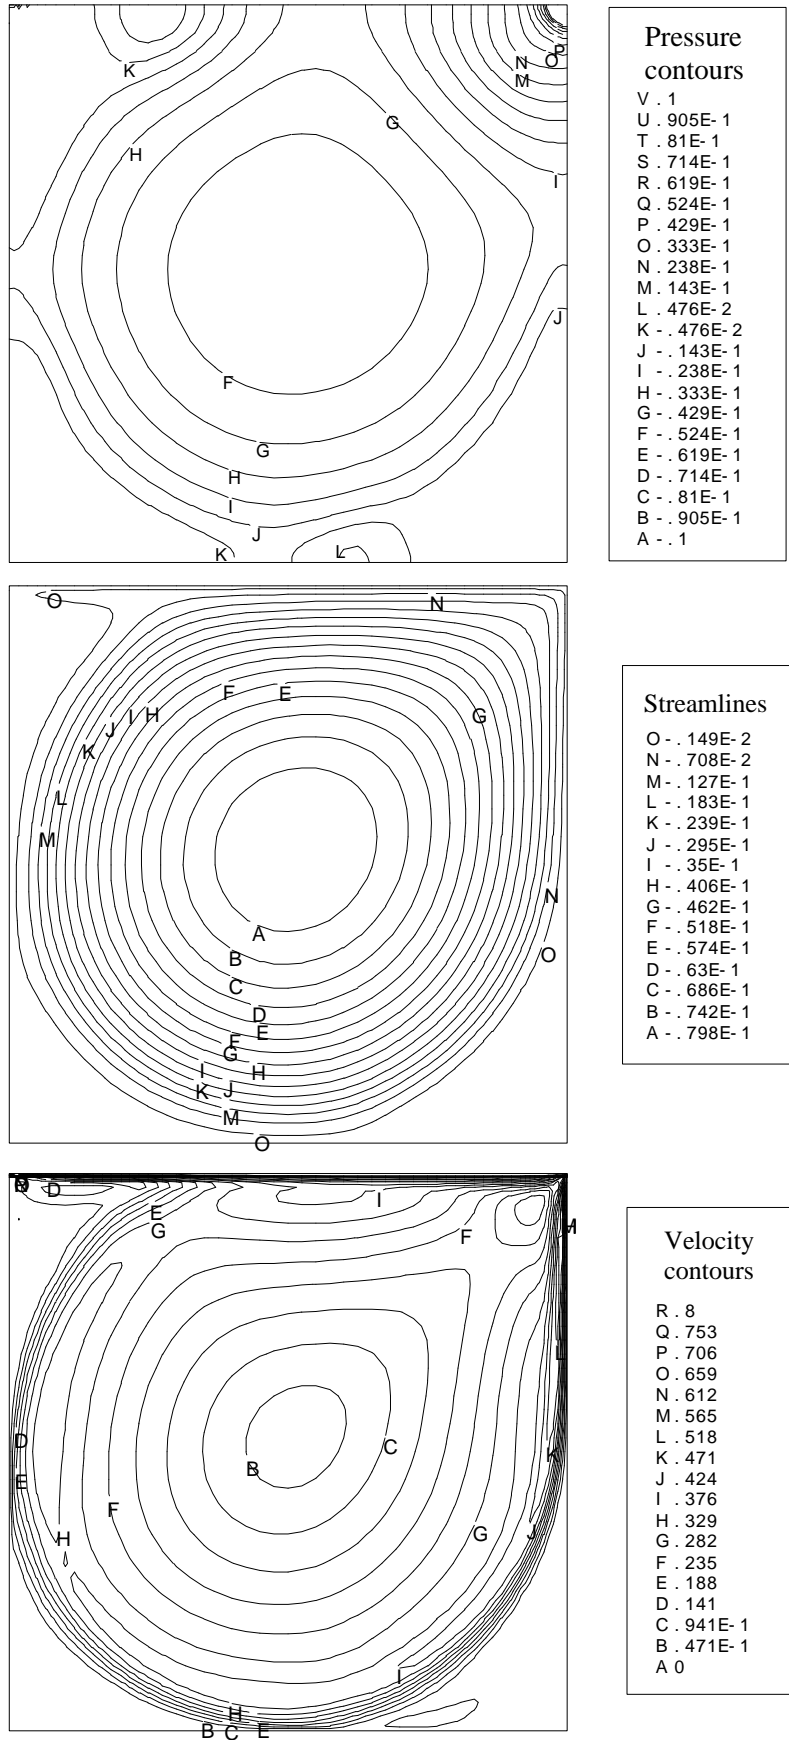 K
P
N
O
M
G
H
I
J
F
G
H
I
J
K
L
Pressure
contours
V . 1
U . 905E- 1
T . 81E- 1
S . 714E- 1
R . 619E- 1
Q . 524E- 1
P . 429E- 1
O . 333E- 1
N . 238E- 1
M . 143E- 1
L . 476E- 2
K - . 476E- 2
J - . 143E- 1
I - . 238E- 1
H - . 333E- 1
G - . 429E- 1
F - . 524E- 1
E - . 619E- 1
D - . 714E- 1
C - . 81E- 1
B - . 905E- 1
A - . 1
O
N
F
E
G
H
I
J
K
L
M
N
O
A
B
C
D
E
F
G
H
I
J
K
M
O
Streamlines
O - . 149E- 2
N - . 708E- 2
M - . 127E- 1
L - . 183E- 1
K - . 239E- 1
J - . 295E- 1
I - . 35E- 1
H - . 406E- 1
G - . 462E- 1
F - . 518E- 1
E - . 574E- 1
D - . 63E- 1
C - . 686E- 1
B - . 742E- 1
A - . 798E- 1
D
I
E
G
F
M
L
D
C
K
B
E
F
H
G
J
I
H
B
C
E
Velocity
contours
R . 8
Q . 753
P . 706
O . 659
N . 612
M . 565
L . 518
K . 471
J . 424
I . 376
H . 329
G . 282
F . 235
E . 188
D . 141
C . 941E- 1
B . 471E- 1
A 0